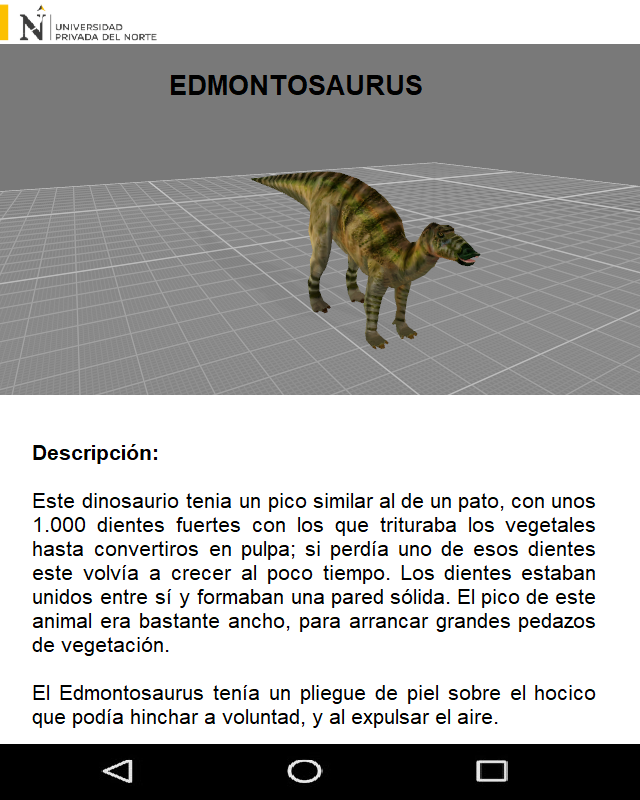 UNIVERSIDAD
PRIVADA DEL NORTE
EDMONTOSAURUS
Descripción:
Este dinosaurio tenia un pico similar al de un pato, con unos
1.000 dientes fuertes con los que trituraba los vegetales
hasta convertiros en pulpa; si perdía uno de esos dientes
este volvía a crecer al poco tiempo. Los dientes estaban
unidos entre sí y formaban una pared sólida. El pico de este
animal era bastante ancho, para arrancar grandes pedazos
de vegetación.
El Edmontosaurus tenía un pliegue de piel sobre el hocico
que podía hinchar a voluntad, y al expulsar el aire.